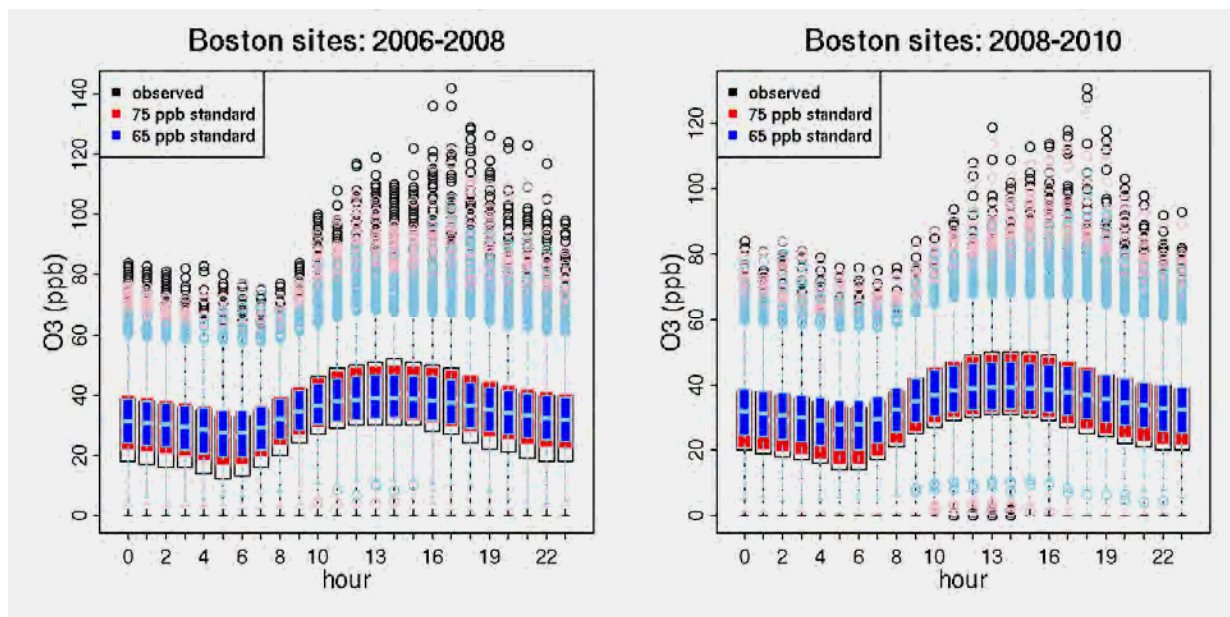 Boston sites: 2006-2008
observed
75 ppb standard
65 ppb standard
O3 (ppb)
0 20 40 60 80 100 120 140
0 2 4 6 8 10 13 16 19 22
hour
Boston sites: 2008-2010
observed
75 ppb standard
65 ppb standard
O3 (ppb)
0 20 40 60 80 100 120
0 2 4 6 8 10 13 16 19 22
hour